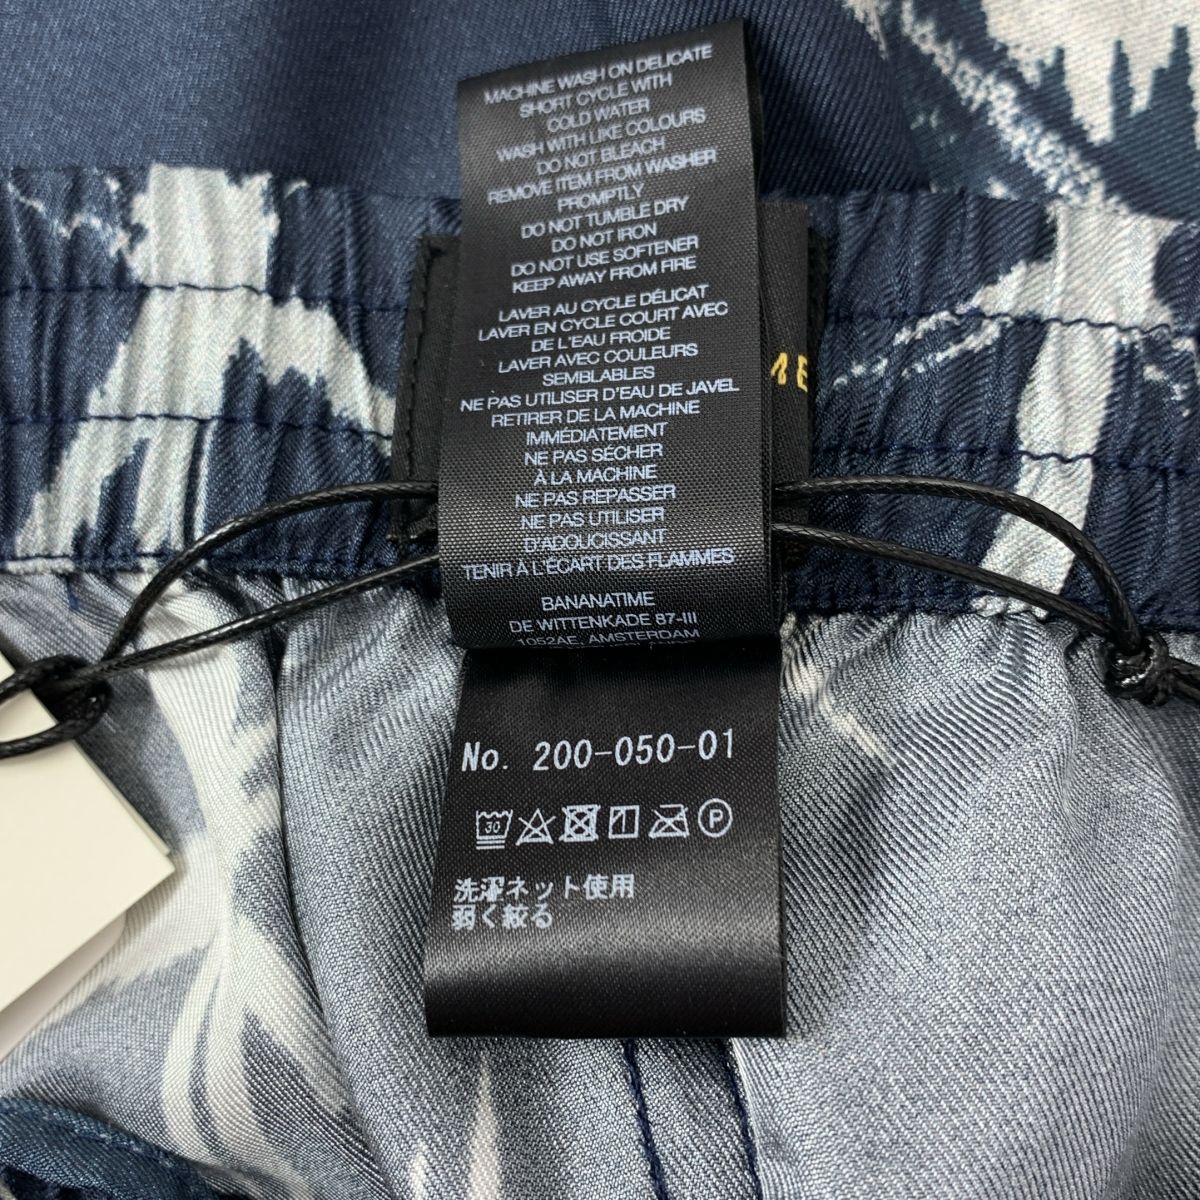 MACHINE WASH ON DELICATE
SHORT CYCLE WITH
COLD WATER
WASH WITH LIKE COLOURS
DO NOT BLEACH
REMOVE ITEM FROM WASHER
PROMPTLY
DO NOT TUMBLE DRY
DO NOT IRON
DO NOT USE SOFTENER
KEEP AWAY FROM FIRE
LAVER AU CYCLE DÉLICAT
LAVER EN CYCLE COURT AVEC
DE L'EAU FROIDE
LAVER AVEC COULEURS
SEMBLABLES
NE PAS UTILISER D'EAU DE JAVEL
RETIRER DE LA MACHINE
IMMÉDIATEMENT
NE PAS SÉCHER
À LA MACHINE
NE PAS REPASSER
NE PAS UTILISER
D'ADOUCISSANT
TENIR À L'ÉCART DES FLAMMES
BANANATIME
DE WITTENKADE 87-III
1052AE, AMSTERDAM
ME
No. 200-050-01
30 P
洗濯ネット使用
弱く絞る